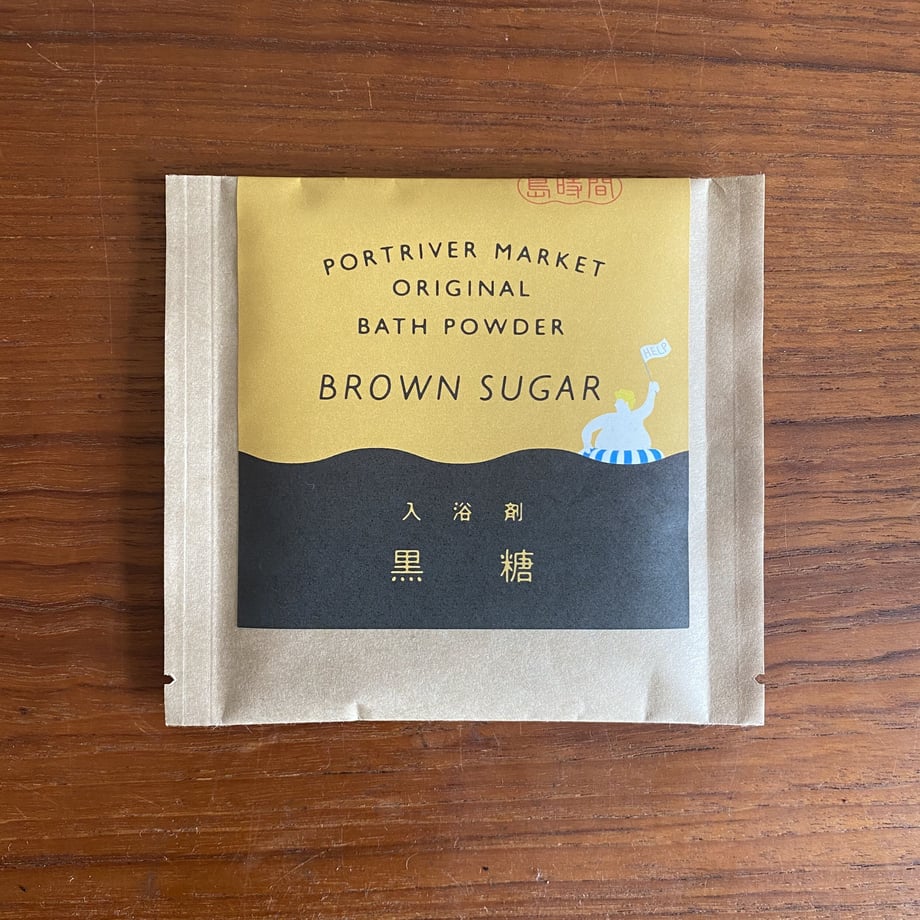 島時間
PORTRIVER MARKET
ORIGINAL
BATH POWDER
HELP
BROWN SUGAR
入浴剤
黒糖